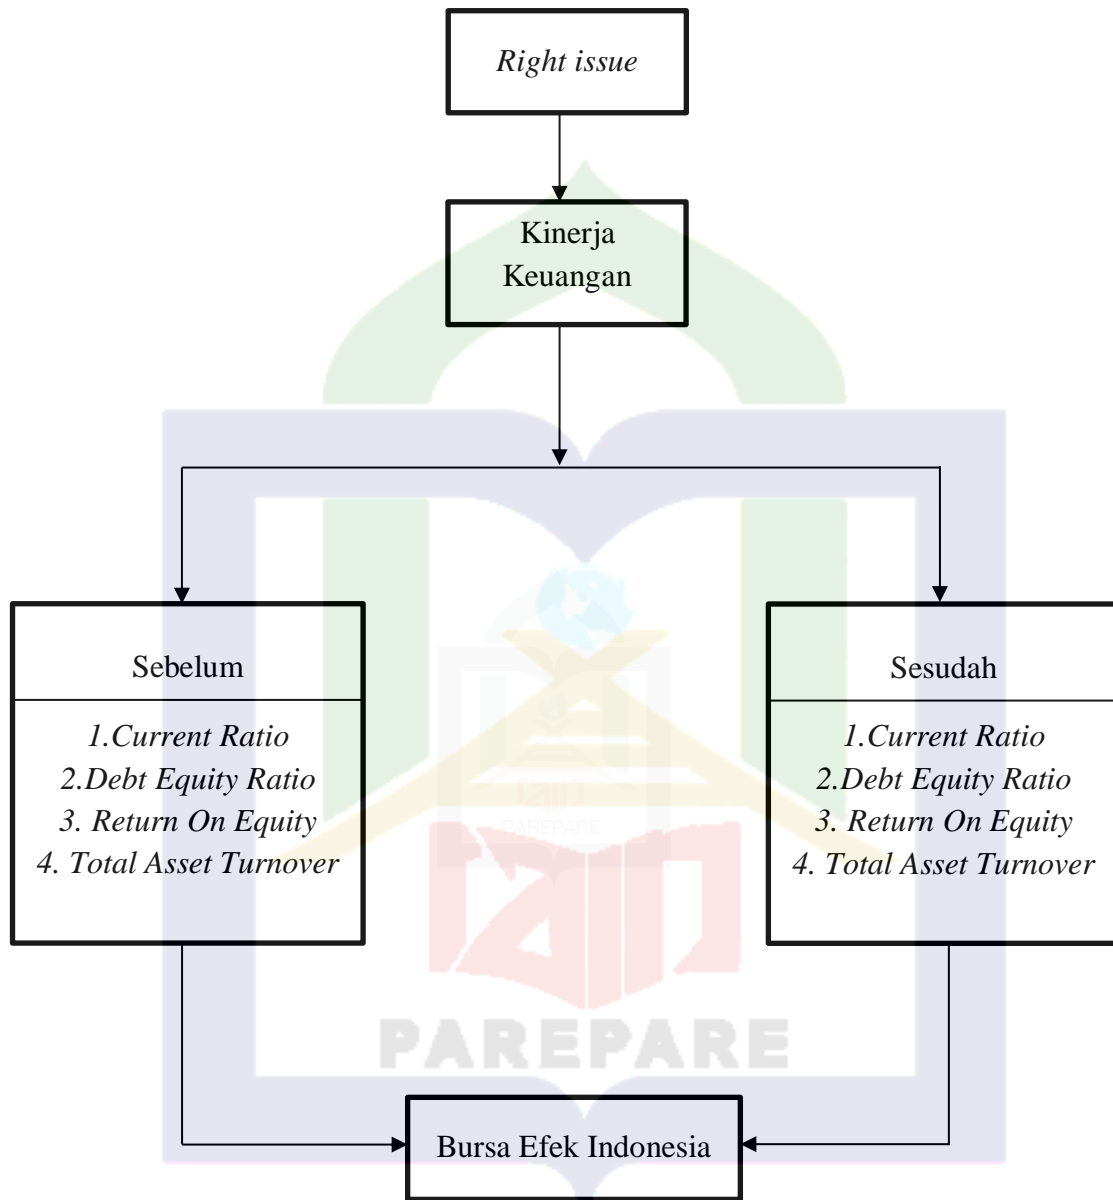 Right issue
Kinerja
Keuangan
Sebelum
1.Current Ratio
2.Debt Equity Ratio
3. Return On Equity
4. Total Asset Turnover
Sesudah
1.Current Ratio
2.Debt Equity Ratio
3. Return On Equity
4. Total Asset Turnover
PAREPARE
PAREPARE
Bursa Efek Indonesia